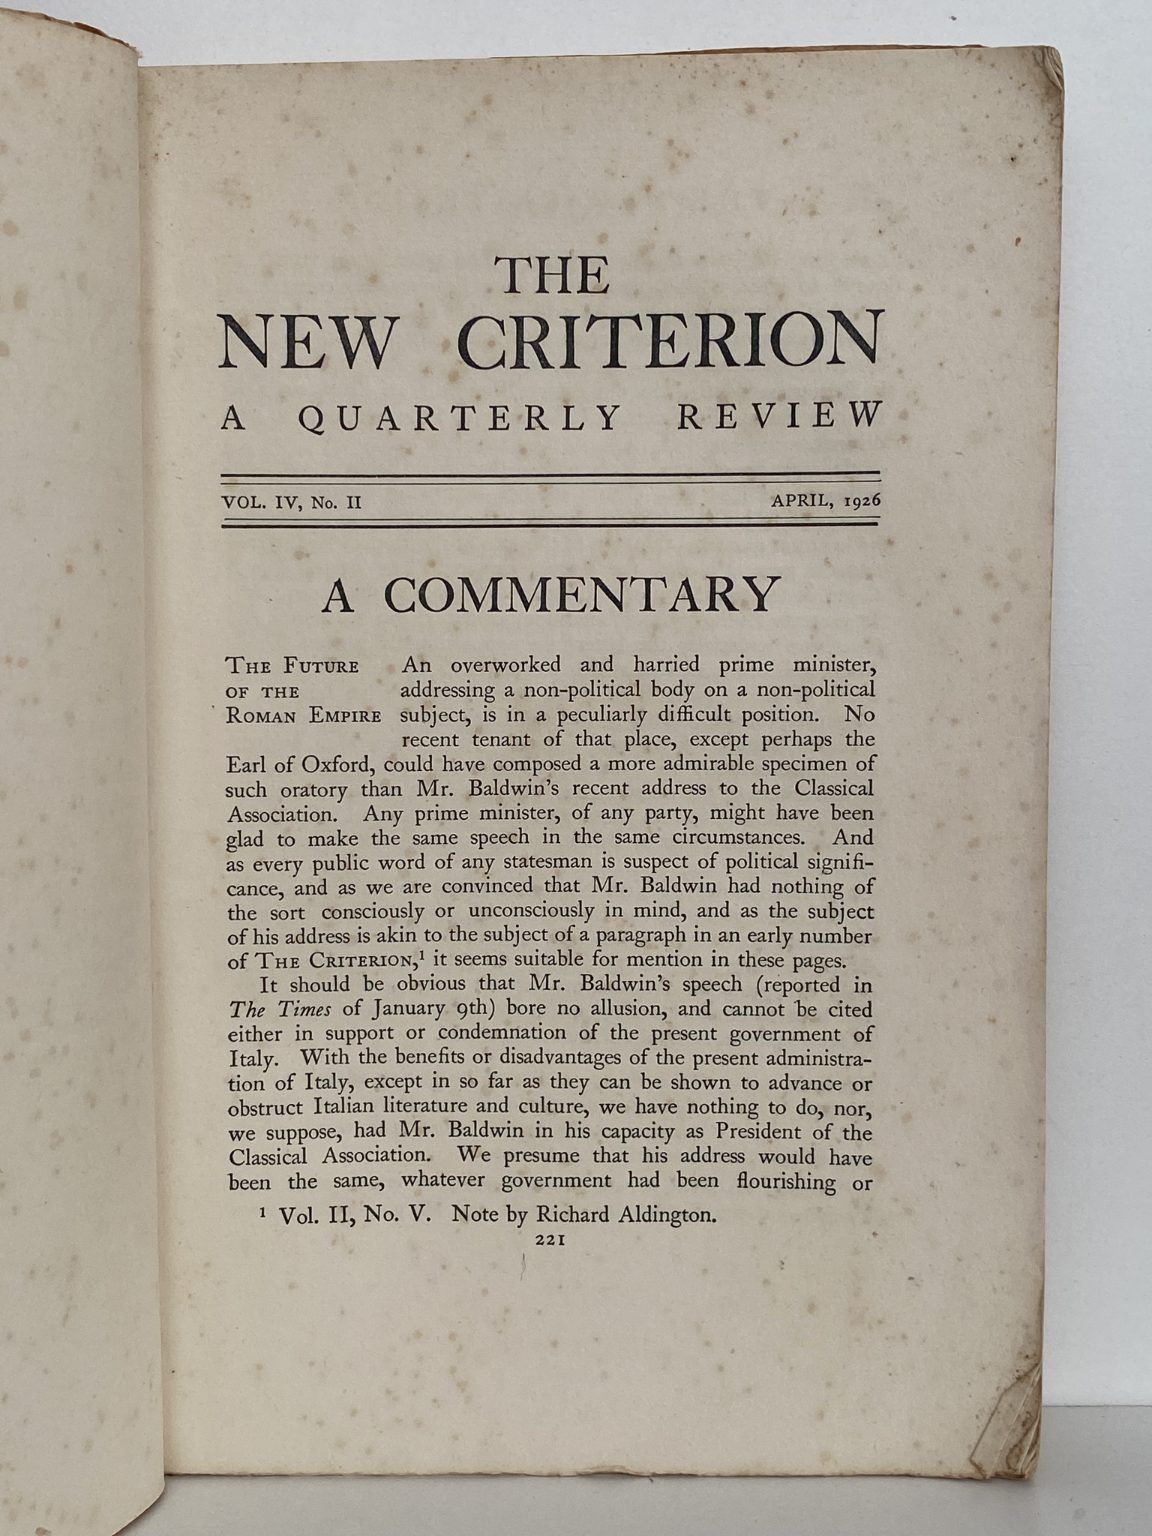 THE
NEW CRITERION
A QUARTERLY REVIEW
VOL. IV, No. II APRIL, 1926
A COMMENTARY
THE FUTURE An overworked and harried prime minister,
OF THE addressing a non-political body on a non-political
ROMAN EMPIRE subject, is in a peculiarly difficult position. No
recent tenant of that place, except perhaps the
Earl of Oxford, could have composed a more admirable specimen of
such oratory than Mr. Baldwin's recent address to the Classical
Association. Any prime minister, of any party, might have been
glad to make the same speech in the same circumstances. And
as every public word of any statesman is suspect of political signifi-
cance, and as we are convinced that Mr. Baldwin had nothing of
the sort consciously or unconsciously in mind, and as the subject
of his address is akin to the subject of a paragraph in an early number
of THE CRITERION,¹ it seems suitable for mention in these pages.
It should be obvious that Mr. Baldwin's speech (reported in
The Times of January 9th) bore no allusion, and cannot be cited
either in support or condemnation of the present government of
Italy. With the benefits or disadvantages of the present administra-
tion of Italy, except in so far as they can be shown to advance or
obstruct Italian literature and culture, we have nothing to do, nor,
we suppose, had Mr. Baldwin in his capacity as President of the
Classical Association. We presume that his address would have
been the same, whatever government had been flourishing or
¹ Vol. II, No. V. Note by Richard Aldington.
221